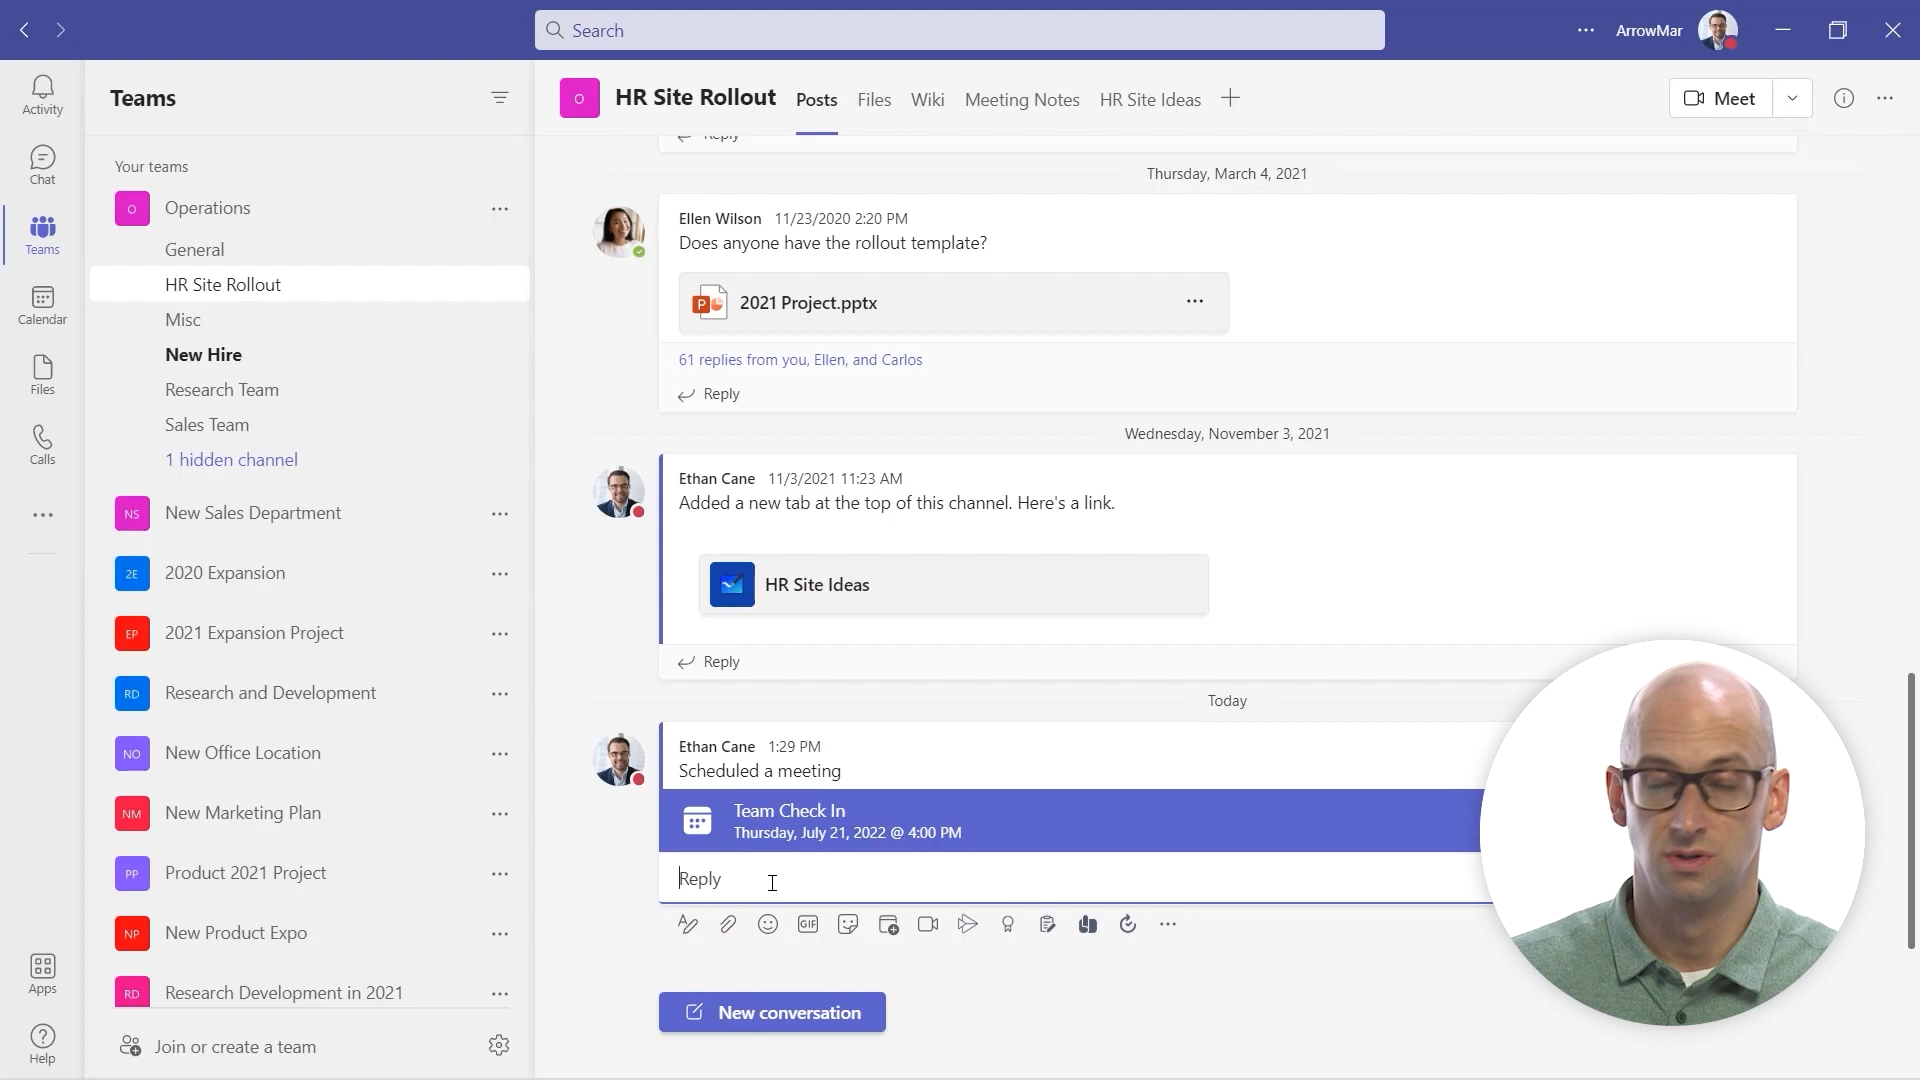 Search
ArrowMar
Activity
Chat
Teams
Calendar
Files
Calls
Apps
Help
Teams
Your teams
O Operations
General
HR Site Rollout
Misc
New Hire
Research Team
Sales Team
1 hidden channel
NS New Sales Department
2E 2020 Expansion
EP 2021 Expansion Project
RD Research and Development
NO New Office Location
NM New Marketing Plan
PP Product 2021 Project
NP New Product Expo
RD Research Development in 2021
Join or create a team
O HR Site Rollout Posts Files Wiki Meeting Notes HR Site Ideas
Meet
Reply
Thursday, March 4, 2021
Ellen Wilson 11/23/2020 2:20 PM
Does anyone have the rollout template?
P 2021 Project.pptx
61 replies from you, Ellen, and Carlos
Reply
Wednesday, November 3, 2021
Ethan Cane 11/3/2021 11:23 AM
Added a new tab at the top of this channel. Here's a link.
HR Site Ideas
Reply
Today
Ethan Cane 1:29 PM
Scheduled a meeting
Team Check In
Thursday, July 21, 2022 @ 4:00 PM
Reply
GIF
New conversation